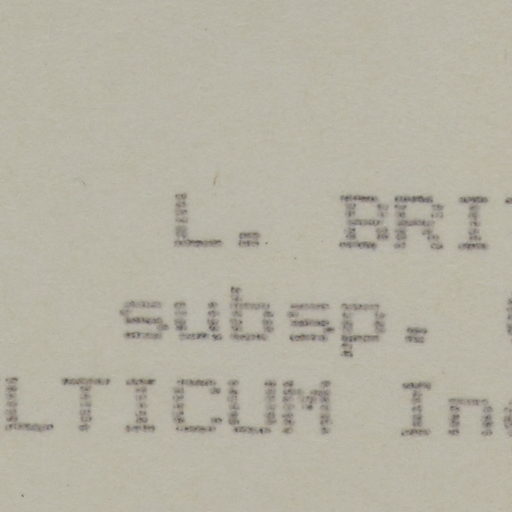 L. BRI
subsp.
LTICUM In